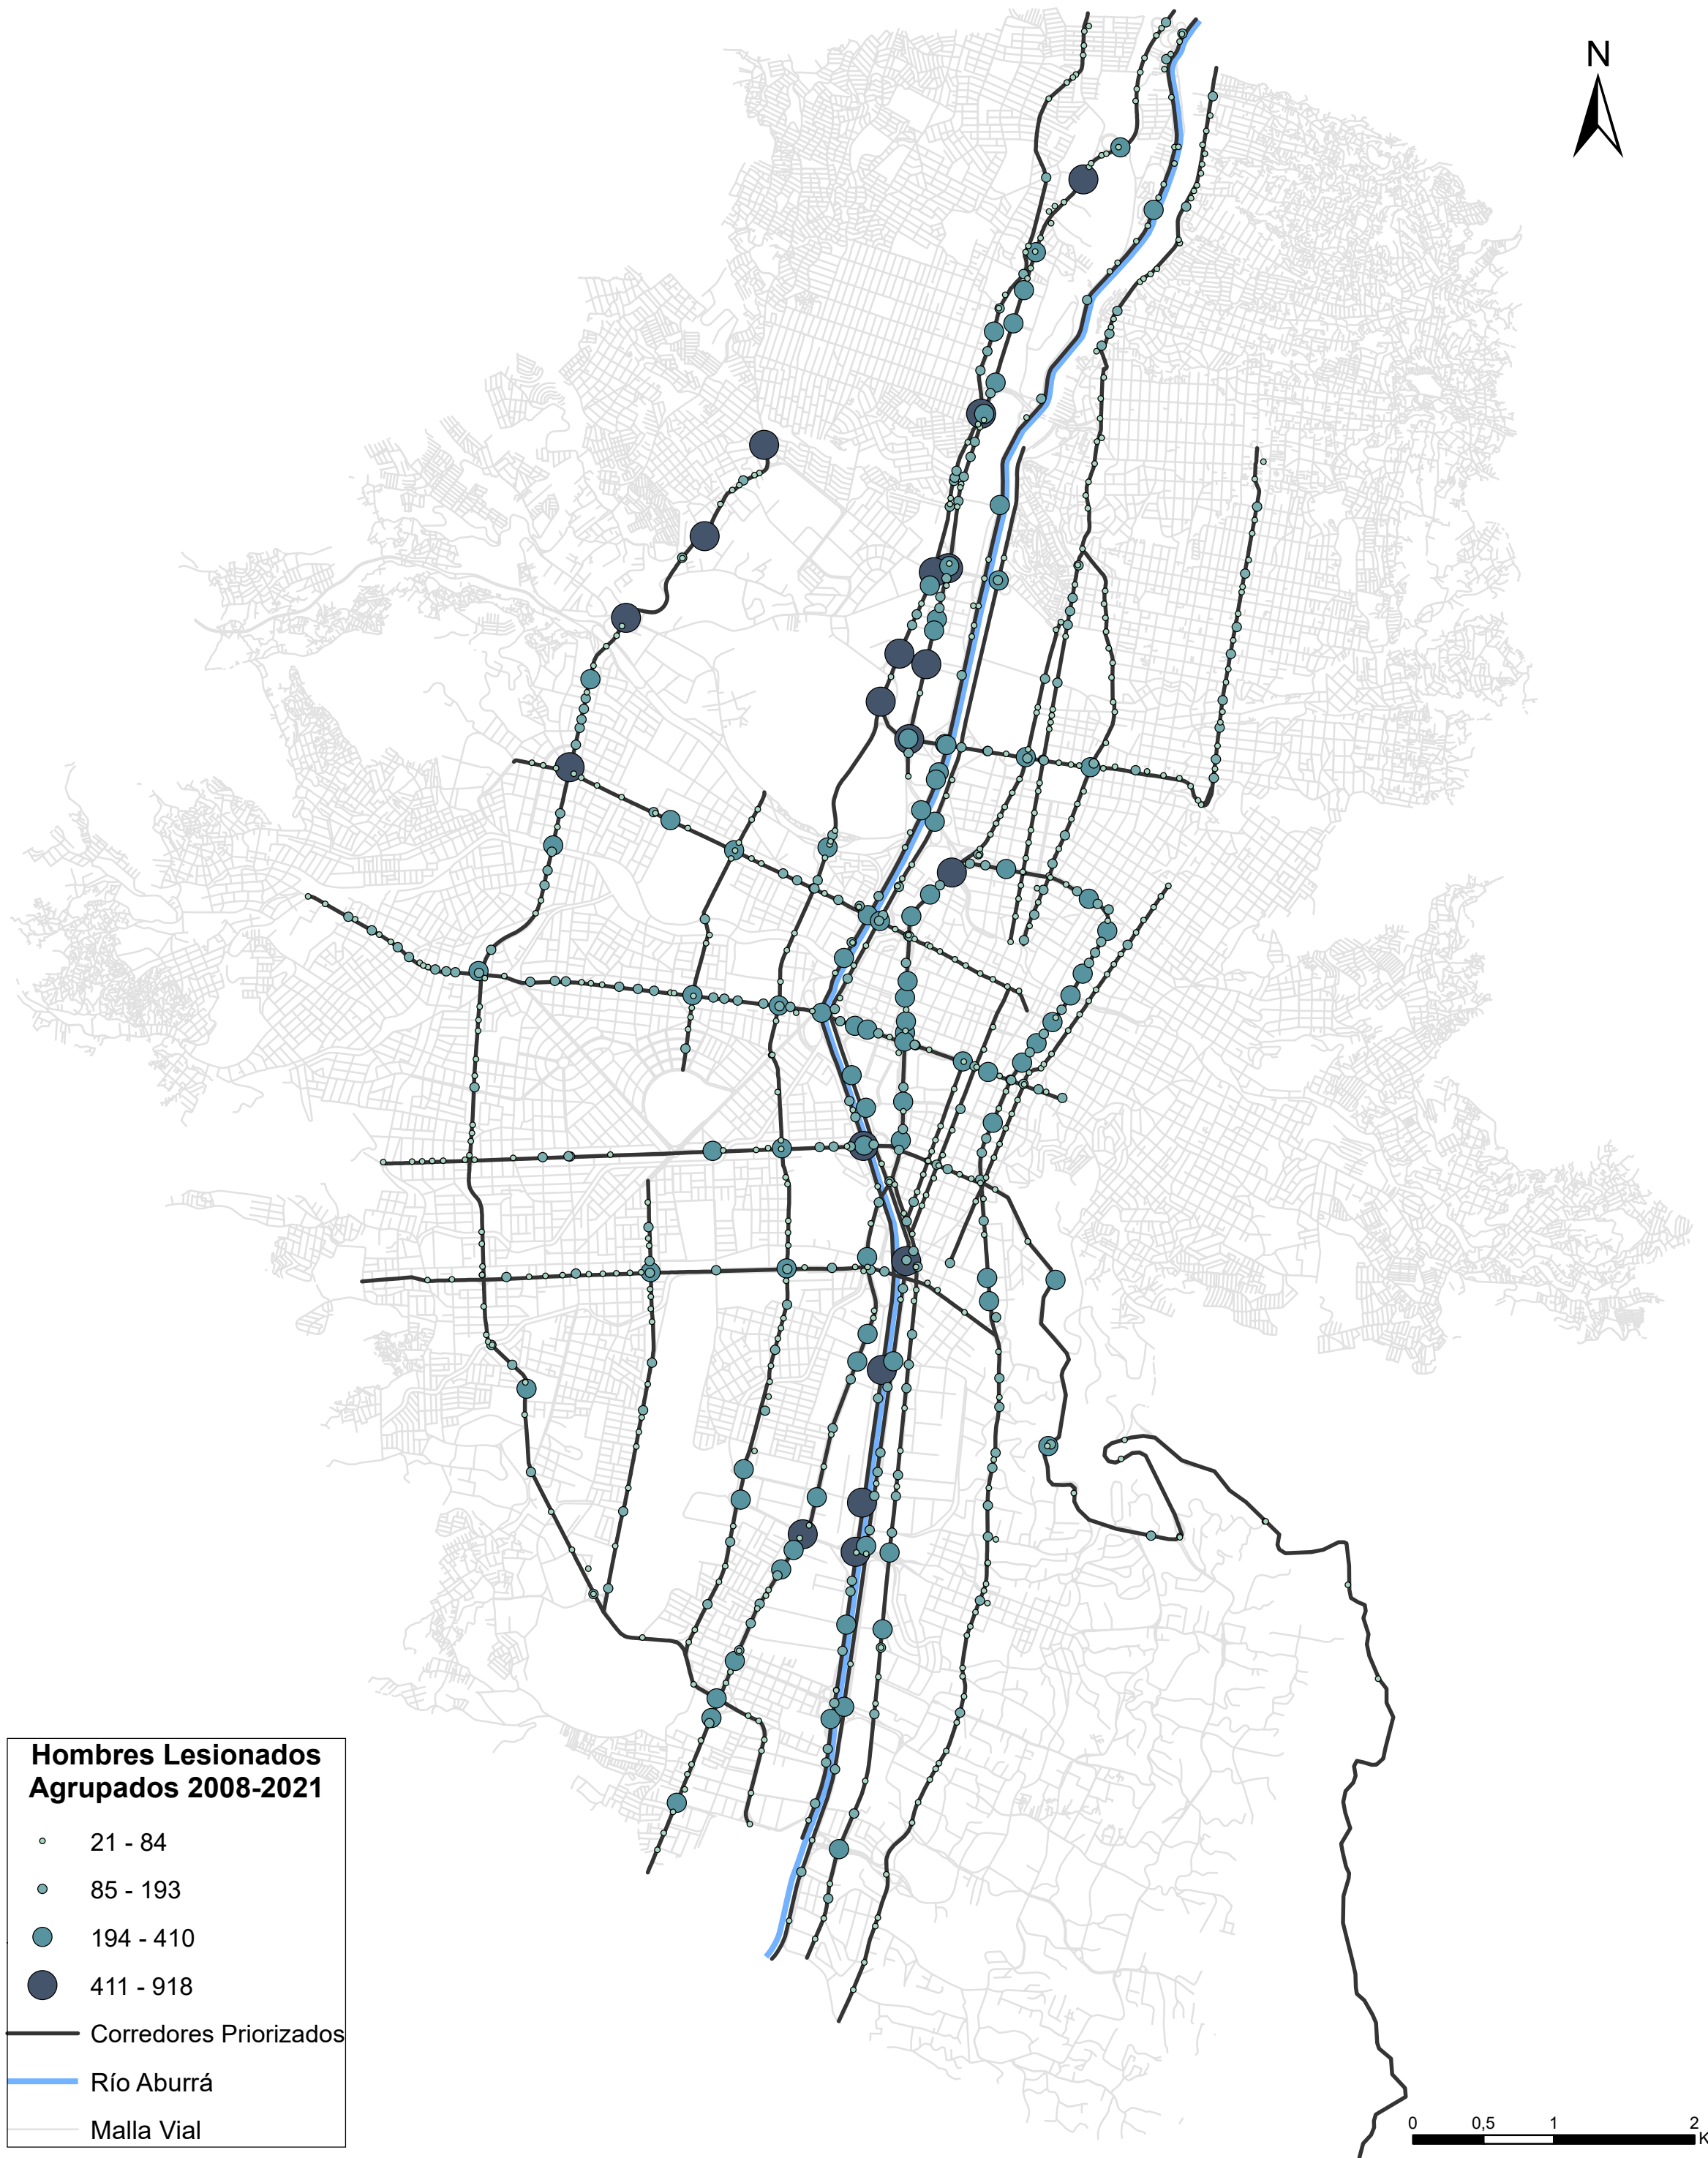 N
Hombres Lesionados
Agrupados 2008-2021
21 - 84
85 - 193
194 - 410
411 - 918
Corredores Priorizados
Río Aburrá
Malla Vial
0 0,5 1 2
K